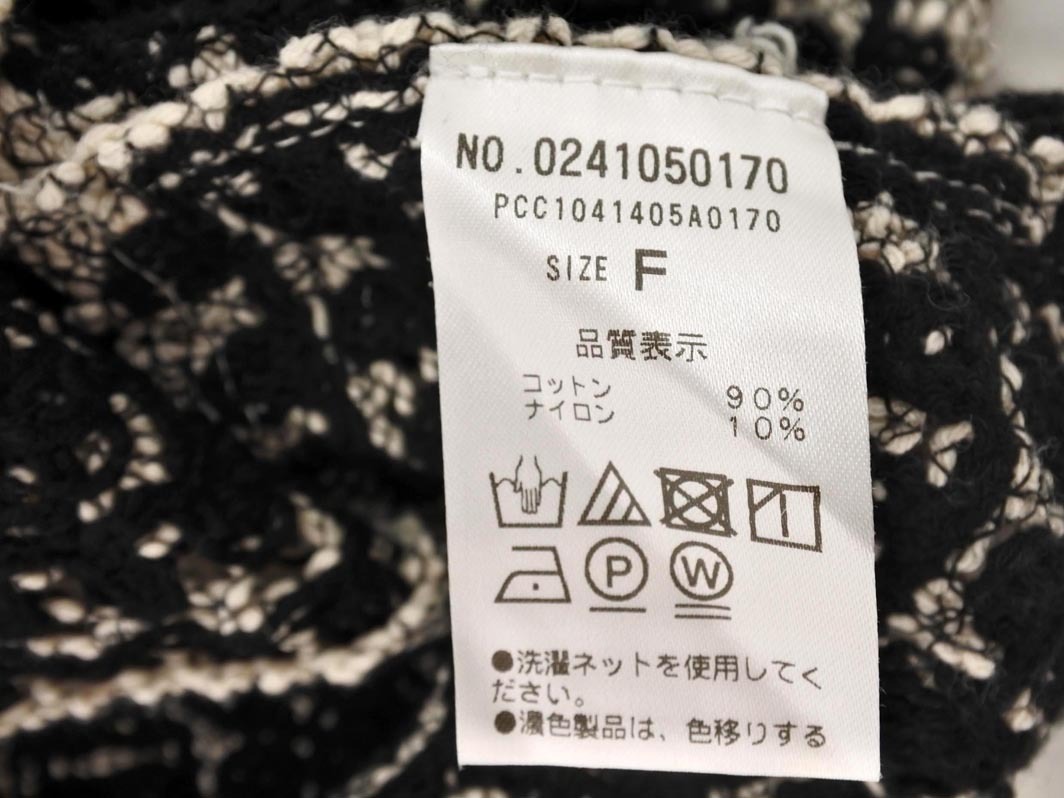 NO.0241050170
PCC1041405A0170
SIZE F
品質表示
コットン 90%
ナイロン 10%
P W
●洗濯ネットを使用してく
ださい。
●濃色製品は、色移りする